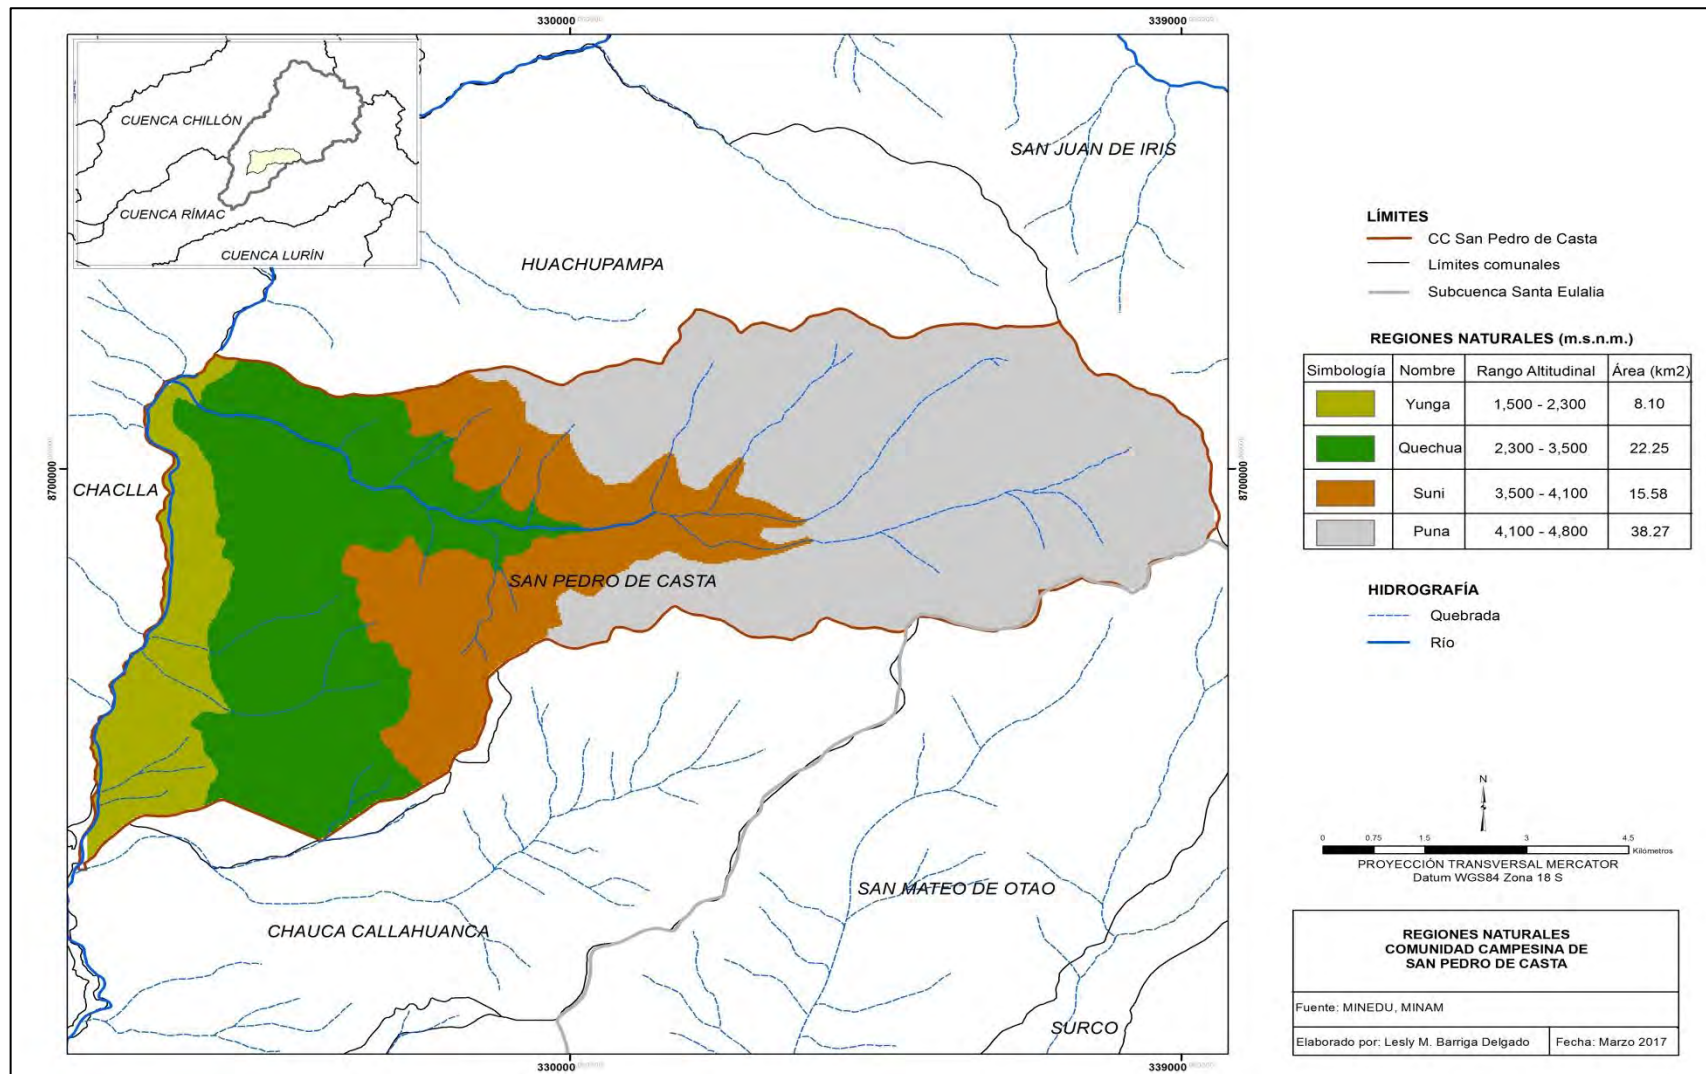 330000
339000
CUENCA CHILLÓN
CUENCA RÍMAC
CUENCA LURÍN
SAN JUAN DE IRIS
HUACHUPAMPA
8700000
8700000
CHACLLA
SAN PEDRO DE CASTA
SAN MATEO DE OTAO
CHAUCA CALLAHUANCA
SURCO
330000
339000
LÍMITES
CC San Pedro de Casta
Límites comunales
Subcuenca Santa Eulalia
REGIONES NATURALES (m.s.n.m.)
Simbología Nombre Rango Altitudinal Área (km2)
Yunga 1,500 - 2,300 8.10
Quechua 2,300 - 3,500 22.25
Suni 3,500 - 4,100 15.58
Puna 4,100 - 4,800 38.27
HIDROGRAFÍA
Quebrada
Río
N
0 0.75 1.5 3 4.5
Kilómetros
PROYECCIÓN TRANSVERSAL MERCATOR
Datum WGS84 Zona 18 S
REGIONES NATURALES
COMUNIDAD CAMPESINA DE
SAN PEDRO DE CASTA
Fuente: MINEDU, MINAM
Elaborado por: Lesly M. Barriga Delgado Fecha: Marzo 2017